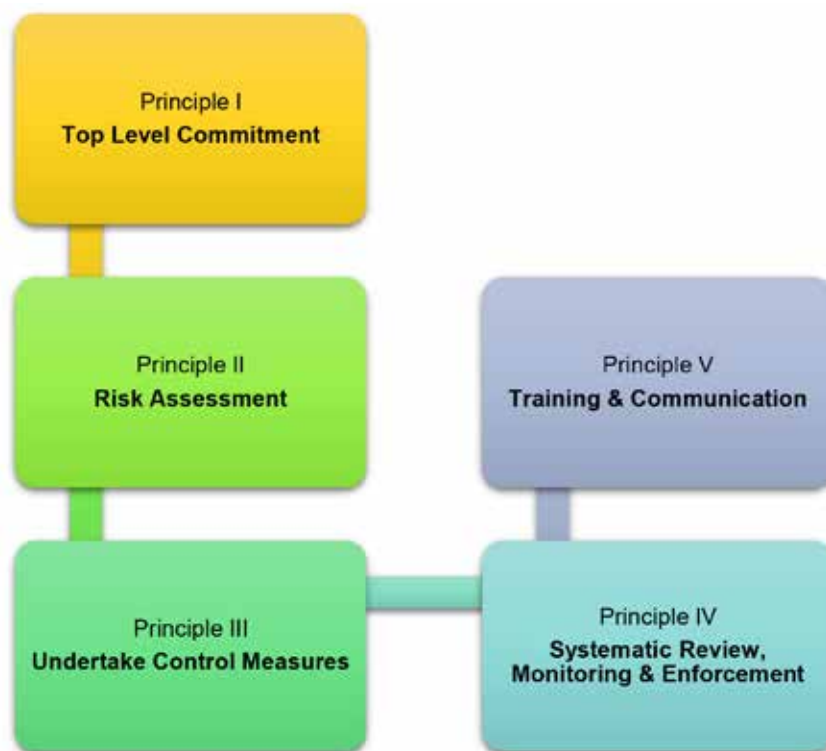 Principle I
Top Level Commitment
Principle II
Risk Assessment
Principle III
Undertake Control Measures
Principle IV
Systematic Review,
Monitoring & Enforcement
Principle V
Training & Communication